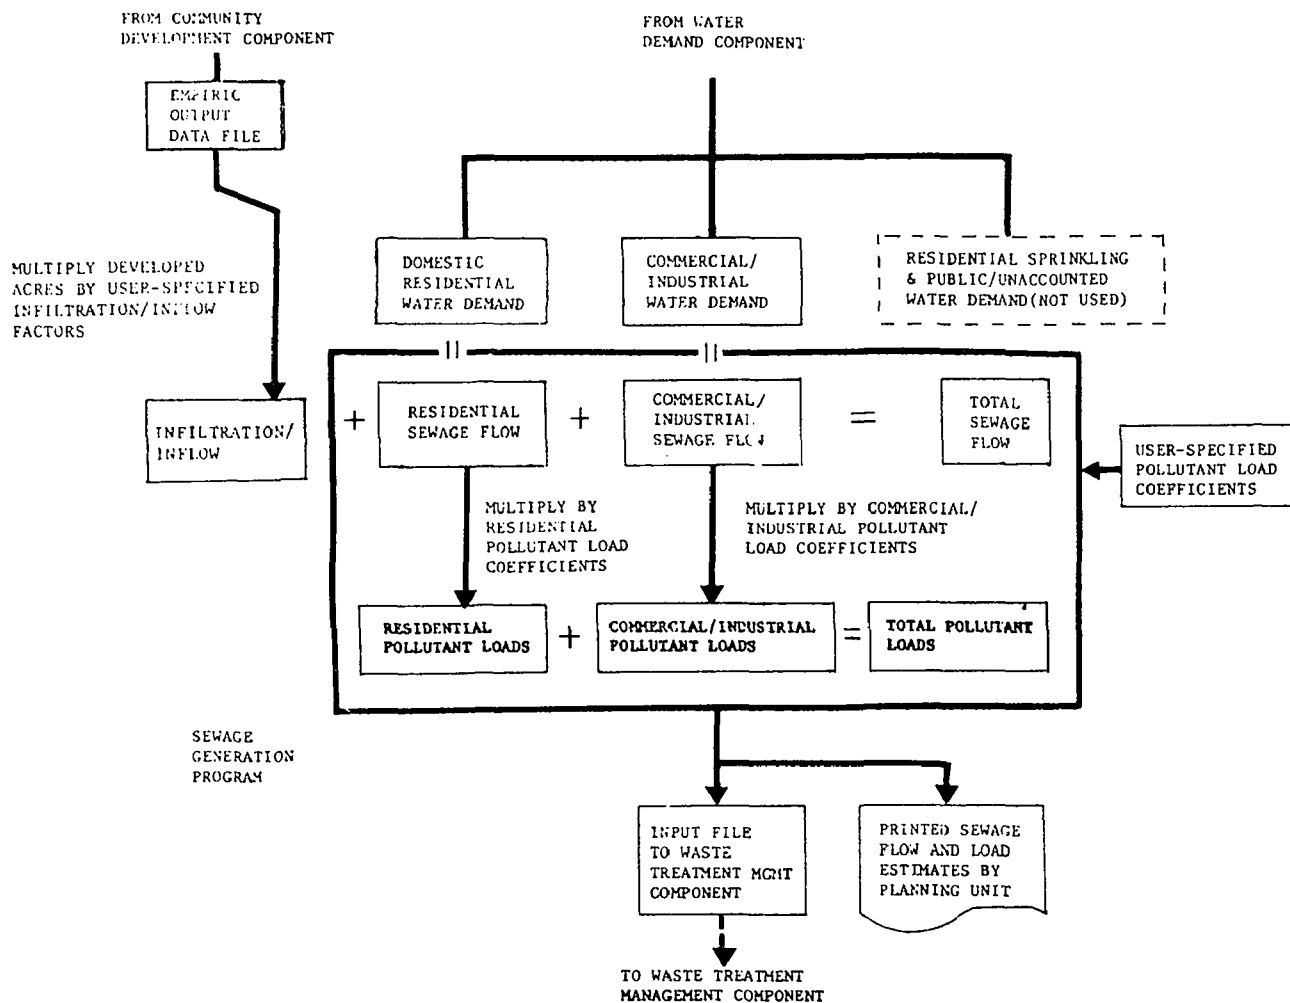 FROM COMMUNITY
DEVELOPMENT COMPONENT
FROM WATER
DEMAND COMPONENT
EMPIRIC
OUTPUT
DATA FILE
MULTIPLY DEVELOPED
ACRES BY USER-SPECIFIED
INFILTRATION/INFLOW
FACTORS
DOMESTIC
RESIDENTIAL
WATER DEMAND
COMMERCIAL/
INDUSTRIAL
WATER DEMAND
RESIDENTIAL SPRINKLING
& PUBLIC/UNACCOUNTED
WATER DEMAND(NOT USED)
||
||
INFILTRATION/
INFLOW
+
RESIDENTIAL
SEWAGE FLOW
+
COMMERCIAL/
INDUSTRIAL
SEWAGE FLOW
=
TOTAL
SEWAGE
FLOW
USER-SPECIFIED
POLLUTANT LOAD
COEFFICIENTS
MULTIPLY BY
RESIDENTIAL
POLLUTANT LOAD
COEFFICIENTS
MULTIPLY BY COMMERCIAL/
INDUSTRIAL POLLUTANT
LOAD COEFFICIENTS
RESIDENTIAL
POLLUTANT LOADS
+
COMMERCIAL/INDUSTRIAL
POLLUTANT LOADS
=
TOTAL POLLUTANT
LOADS
SEWAGE
GENERATION
PROGRAM
INPUT FILE
TO WASTE
TREATMENT MGMT
COMPONENT
PRINTED SEWAGE
FLOW AND LOAD
ESTIMATES BY
PLANNING UNIT
TO WASTE TREATMENT
MANAGEMENT COMPONENT